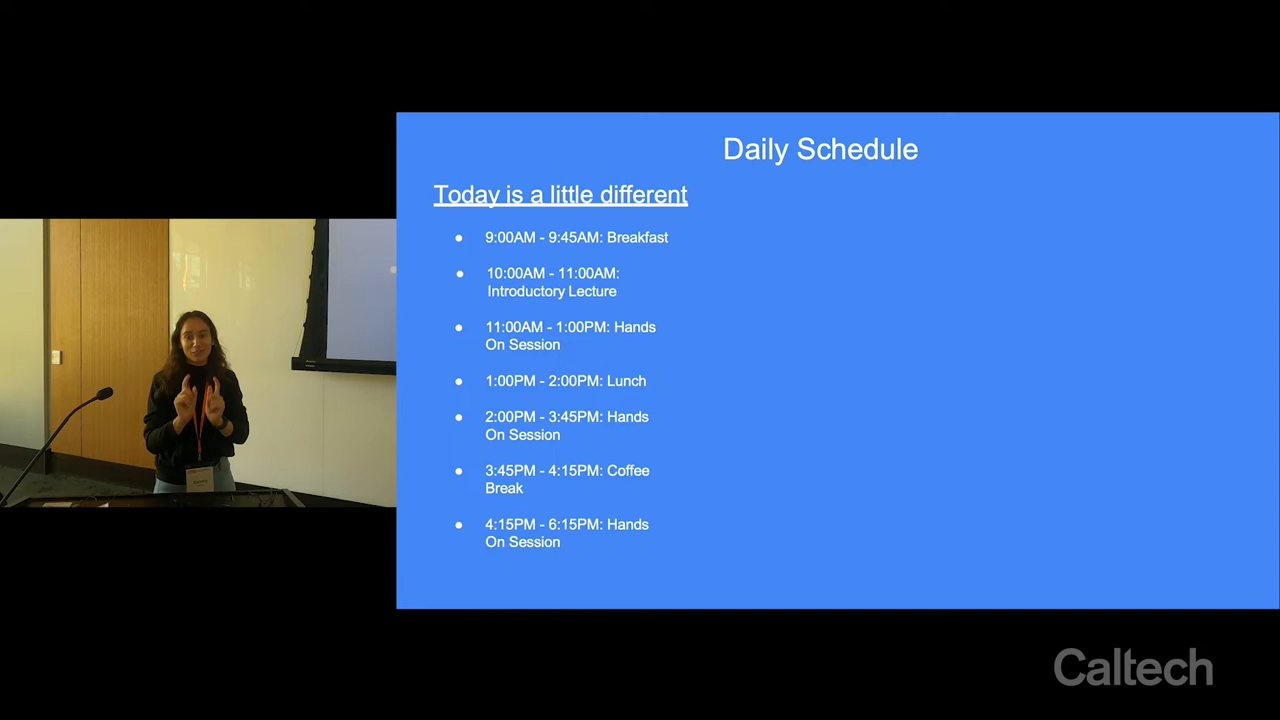 Daily Schedule
Today is a little different
● 9:00AM - 9:45AM: Breakfast
● 10:00AM - 11:00AM:
Introductory Lecture
● 11:00AM - 1:00PM: Hands
On Session
● 1:00PM - 2:00PM: Lunch
● 2:00PM - 3:45PM: Hands
On Session
● 3:45PM - 4:15PM: Coffee
Break
● 4:15PM - 6:15PM: Hands
On Session
Caltech